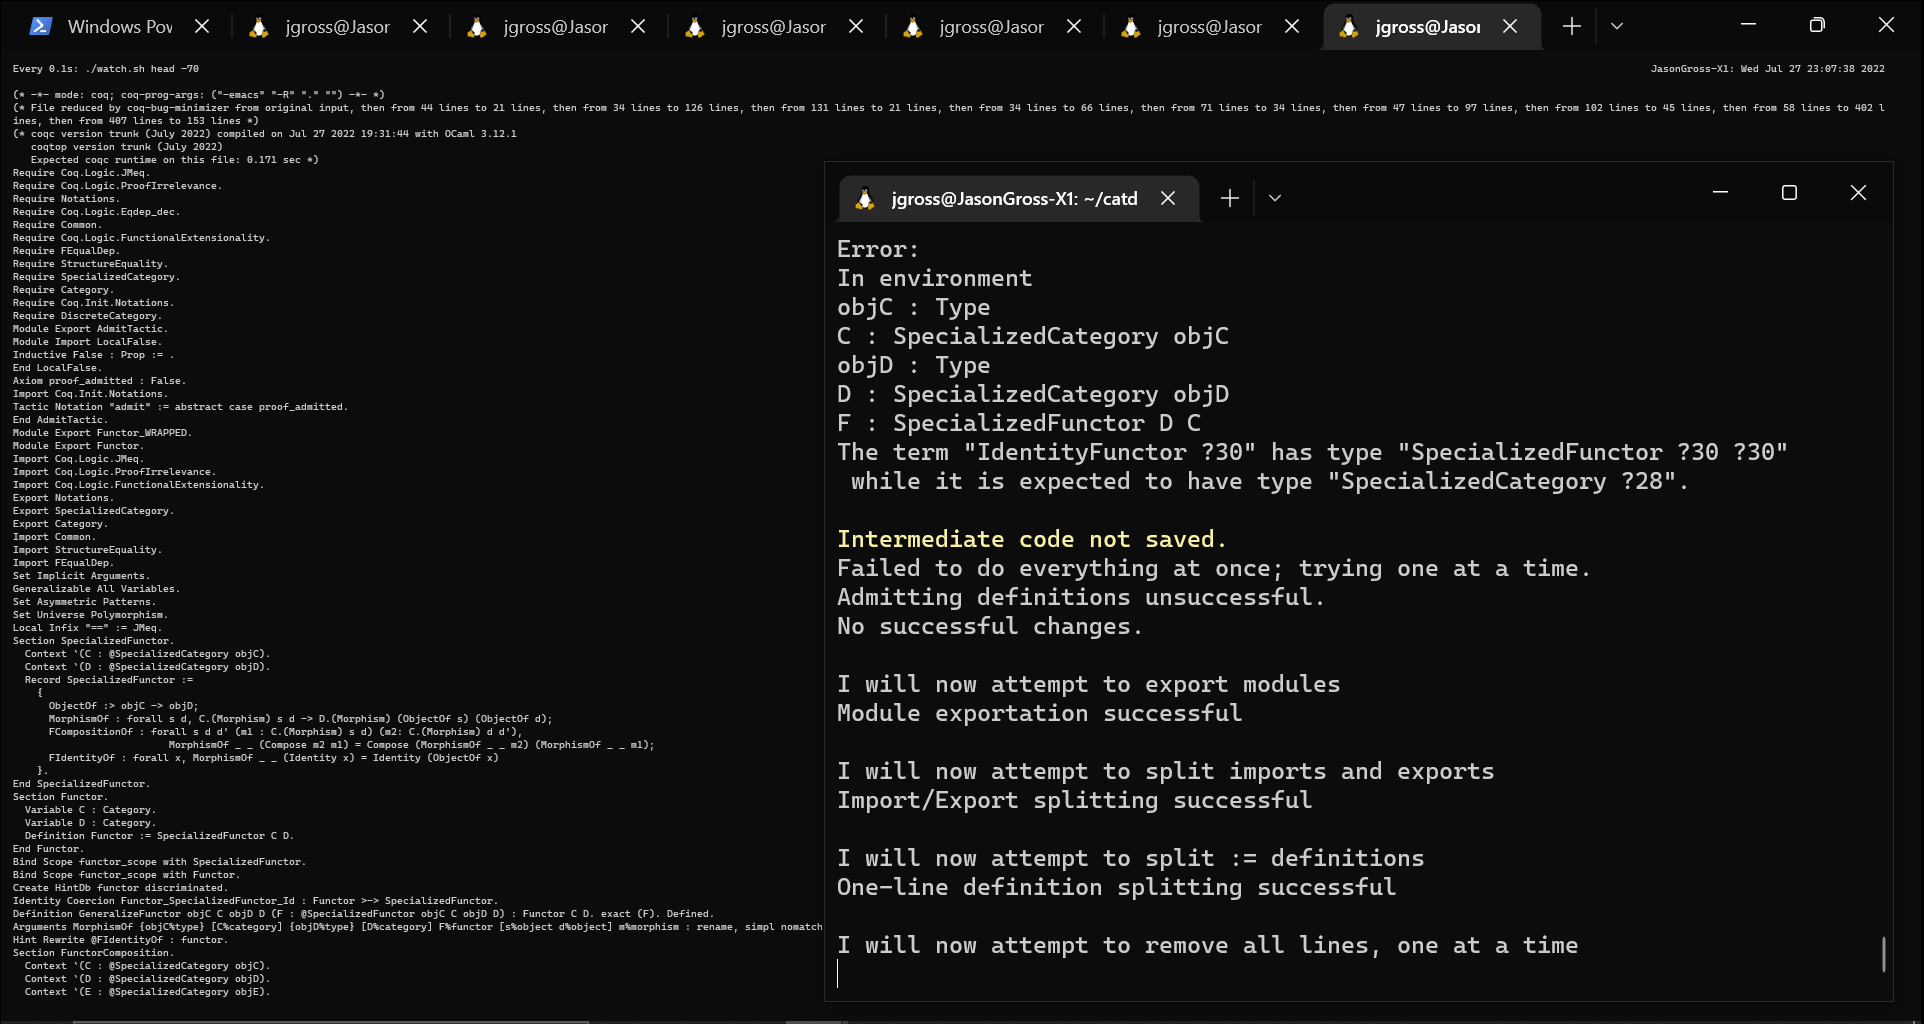 Windows Pow
jgross@Jasor
jgross@Jasor
jgross@Jasor
jgross@Jasor
jgross@Jasor
jgross@Jasor
Every 0.1s: ./watch.sh head -70
JasonGross-X1: Wed Jul 27 23:07:38 2022
(* -*- mode: coq; coq-prog-args: ("-emacs" "-R" "." "") -*- *)
(* File reduced by coq-bug-minimizer from original input, then from 44 lines to 21 lines, then from 34 lines to 126 lines, then from 131 lines to 21 lines, then from 34 lines to 66 lines, then from 71 lines to 34 lines, then from 47 lines to 97 lines, then from 102 lines to 45 lines, then from 58 lines to 402 l
ines, then from 407 lines to 153 lines *)
(* coqc version trunk (July 2022) compiled on Jul 27 2022 19:31:44 with OCaml 3.12.1
   coqtop version trunk (July 2022)
   Expected coqc runtime on this file: 0.171 sec *)
Require Coq.Logic.JMeq.
Require Coq.Logic.ProofIrrelevance.
Require Notations.
Require Coq.Logic.Eqdep_dec.
Require Common.
Require Coq.Logic.FunctionalExtensionality.
Require FEqualDep.
Require StructureEquality.
Require SpecializedCategory.
Require Category.
Require Coq.Init.Notations.
Require DiscreteCategory.
Module Export AdmitTactic.
Module Import LocalFalse.
Inductive False : Prop := .
End LocalFalse.
Axiom proof_admitted : False.
Import Coq.Init.Notations.
Tactic Notation "admit" := abstract case proof_admitted.
End AdmitTactic.
Module Export Functor_WRAPPED.
Module Export Functor.
Import Coq.Logic.JMeq.
Import Coq.Logic.ProofIrrelevance.
Import Coq.Logic.FunctionalExtensionality.
Export Notations.
Export SpecializedCategory.
Export Category.
Import Common.
Import StructureEquality.
Import FEqualDep.
Set Implicit Arguments.
Generalizable All Variables.
Set Asymmetric Patterns.
Set Universe Polymorphism.
Local Infix "==" := JMeq.
Section SpecializedFunctor.
  Context `(C : @SpecializedCategory objC).
  Context `(D : @SpecializedCategory objD).
  Record SpecializedFunctor :=
    {
      ObjectOf :> objC -> objD;
      MorphismOf : forall s d, C.(Morphism) s d -> D.(Morphism) (ObjectOf s) (ObjectOf d);
      FCompositionOf : forall s d d' (m1 : C.(Morphism) s d) (m2: C.(Morphism) d d'),
                          MorphismOf _ _ (Compose m2 m1) = Compose (MorphismOf _ _ m2) (MorphismOf _ _ m1);
      FIdentityOf : forall x, MorphismOf _ _ (Identity x) = Identity (ObjectOf x)
    }.
End SpecializedFunctor.
Section Functor.
  Variable C : Category.
  Variable D : Category.
  Definition Functor := SpecializedFunctor C D.
End Functor.
Bind Scope functor_scope with SpecializedFunctor.
Bind Scope functor_scope with Functor.
Create HintDb functor discriminated.
Identity Coercion Functor_SpecializedFunctor_Id : Functor >-> SpecializedFunctor.
Definition GeneralizeFunctor objC C objD D (F : @SpecializedFunctor objC C objD D) : Functor C D. exact (F). Defined.
Arguments MorphismOf {objC%type} [C%category] {objD%type} [D%category] F%functor [s%object d%object] m%morphism : rename, simpl nomatch
Hint Rewrite @FIdentityOf : functor.
Section FunctorComposition.
  Context `(C : @SpecializedCategory objC).
  Context `(D : @SpecializedCategory objD).
  Context `(E : @SpecializedCategory objE).
jgross@JasonGross-X1: ~/catd
Error:
In environment
objC : Type
C : SpecializedCategory objC
objD : Type
D : SpecializedCategory objD
F : SpecializedFunctor D C
The term "IdentityFunctor ?30" has type "SpecializedFunctor ?30 ?30"
 while it is expected to have type "SpecializedCategory ?28".
Intermediate code not saved.
Failed to do everything at once; trying one at a time.
Admitting definitions unsuccessful.
No successful changes.
I will now attempt to export modules
Module exportation successful
I will now attempt to split imports and exports
Import/Export splitting successful
I will now attempt to split := definitions
One-line definition splitting successful
I will now attempt to remove all lines, one at a time